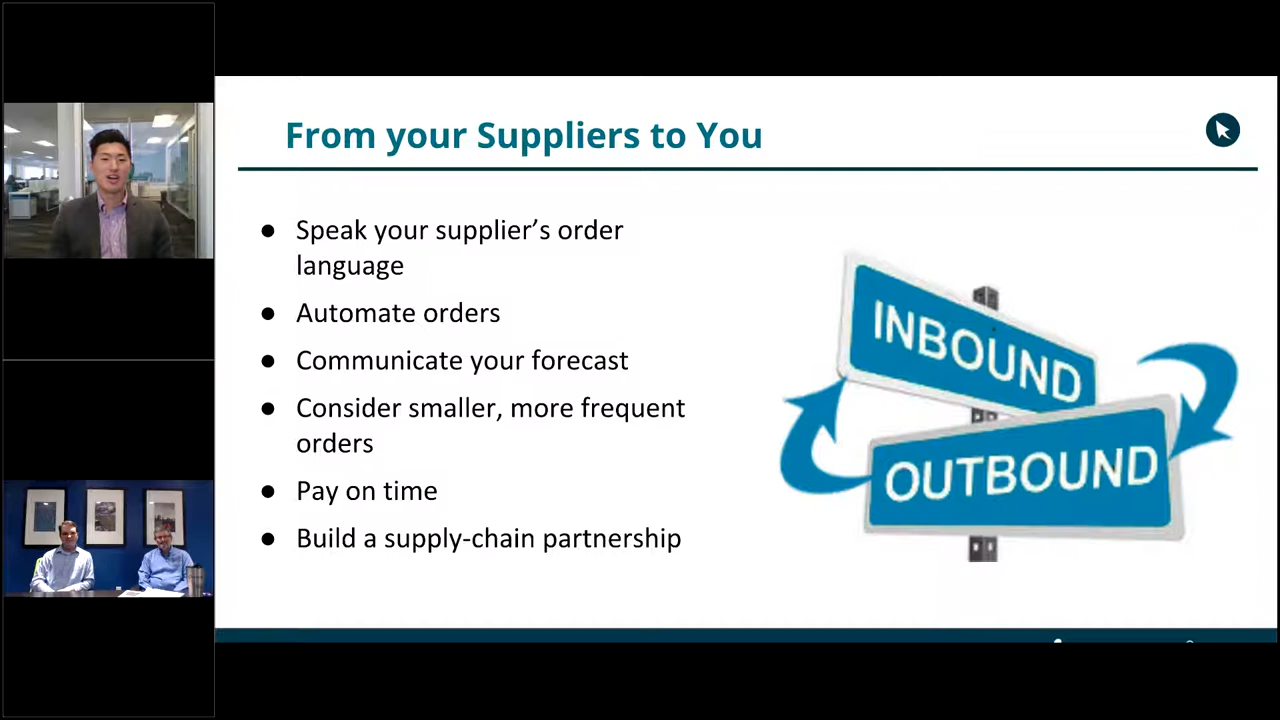 From your Suppliers to You
● Speak your supplier’s order
language
● Automate orders
● Communicate your forecast
● Consider smaller, more frequent
orders
● Pay on time
● Build a supply-chain partnership
INBOUND
OUTBOUND